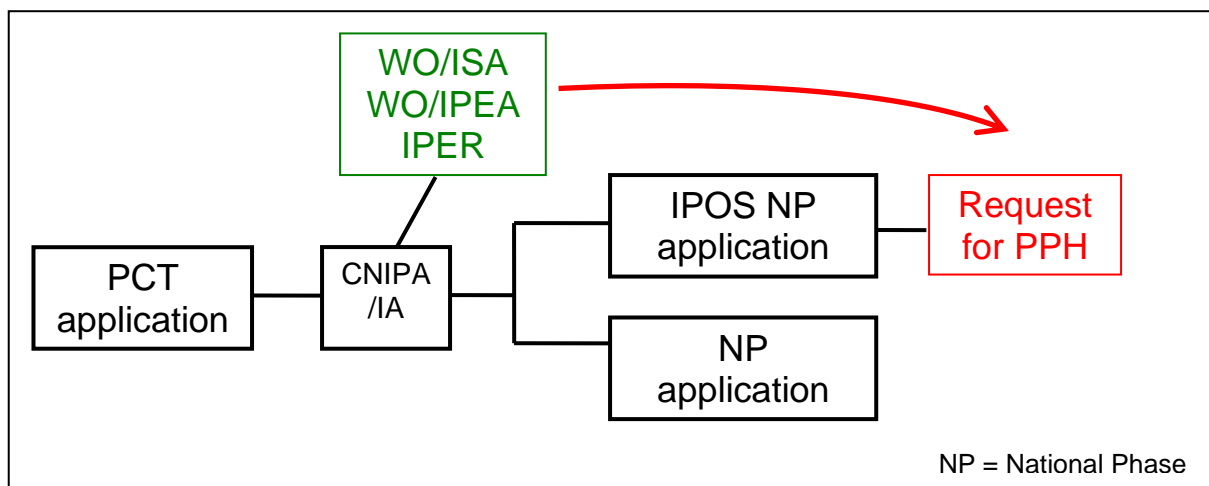 WO/ISA
WO/IPEA
IPER
PCT
application
CNIPA
/IA
IPOS NP
application
Request
for PPH
NP
application
NP = National Phase